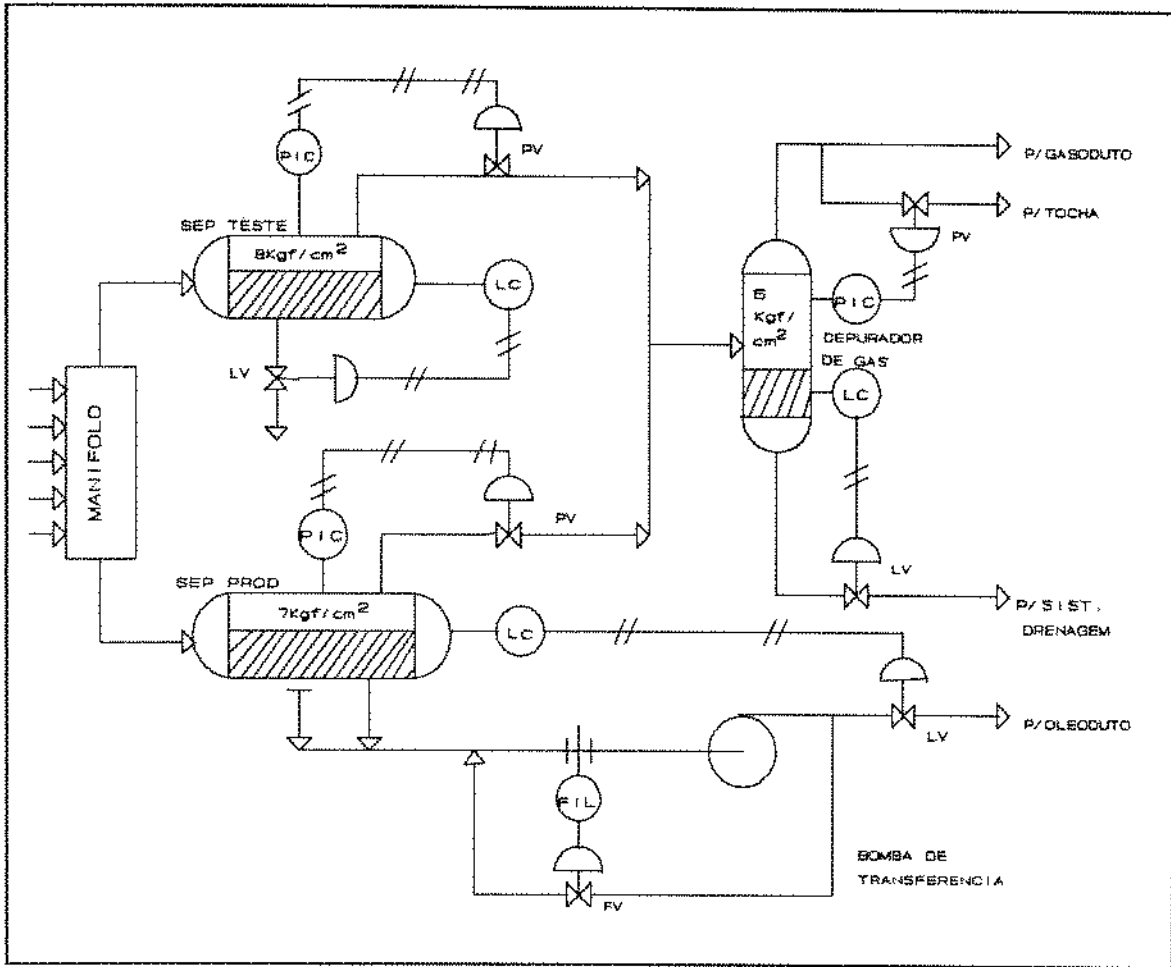 PIC
PV
P/GASODUTO
SEP TESTE
P/TOCHA
8Kgf/cm²
PV
LC
5
Kgf/
cm²
PIC
DEPURADOR
DE GAS
LV
LC
MANIFOLD
PIC
PV
SEP PROD
LV
7Kgf/cm²
LC
P/SIST.
DRENAGEM
P/OLEODUTO
LV
FIL
BOMBA DE
TRANSFERENCIA
FV